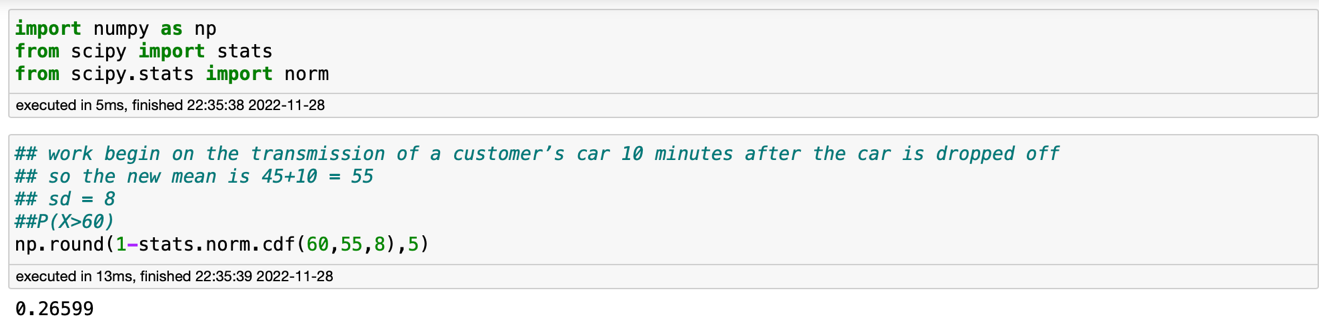 import numpy as np
from scipy import stats
from scipy.stats import norm
executed in 5ms, finished 22:35:38 2022-11-28
## work begin on the transmission of a customer’s car 10 minutes after the car is dropped off
## so the new mean is 45+10 = 55
## sd = 8
##P(X>60)
np.round(1-stats.norm.cdf(60,55,8),5)
executed in 13ms, finished 22:35:39 2022-11-28
0.26599